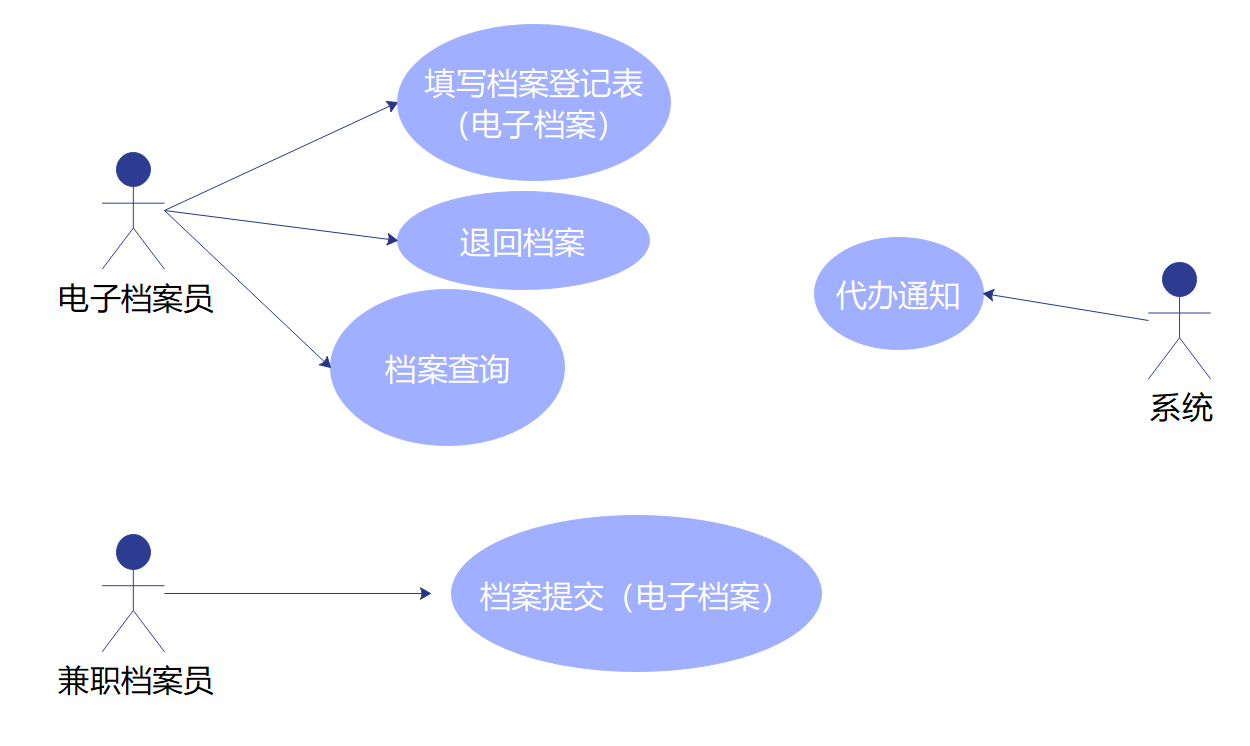 填写档案登记表
（电子档案）
退回档案
电子档案员
代办通知
档案查询
系统
档案提交（电子档案）
兼职档案员